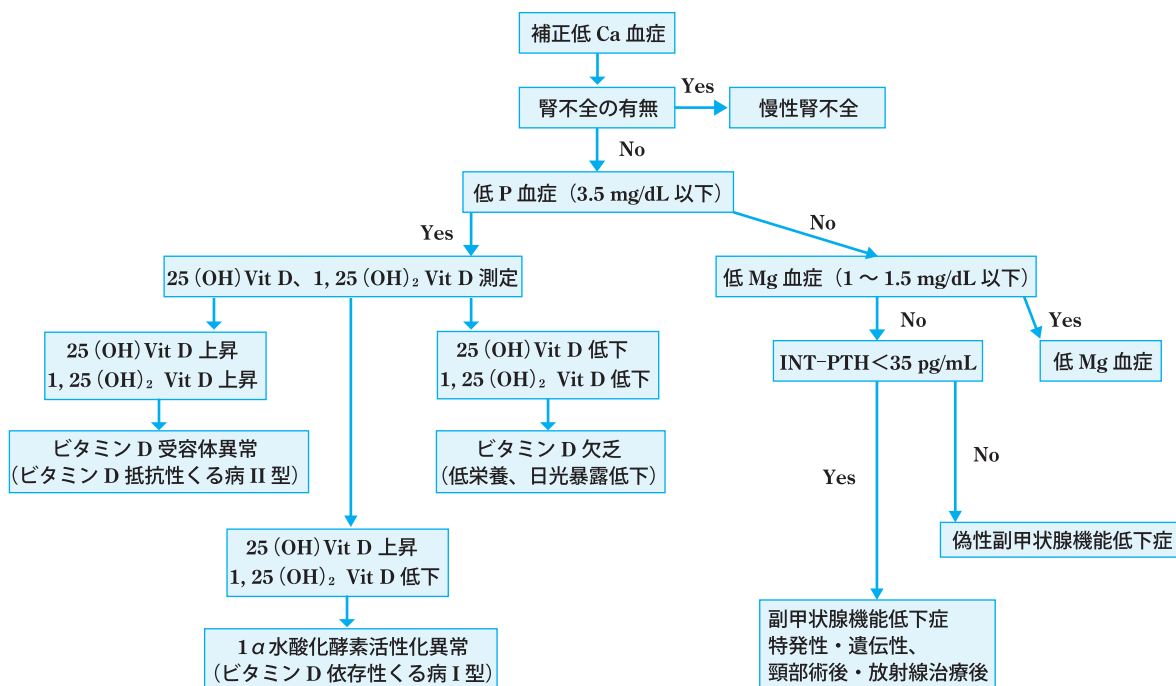 補正低 Ca 血症
腎不全の有無
Yes
慢性腎不全
No
低 P 血症（3.5 mg/dL 以下）
Yes
No
25 (OH) Vit D、1, 25 (OH)₂ Vit D 測定
低 Mg 血症（1 〜 1.5 mg/dL 以下）
No
Yes
25 (OH) Vit D 上昇
1, 25 (OH)₂ Vit D 上昇
25 (OH) Vit D 低下
1, 25 (OH)₂ Vit D 低下
INT-PTH＜35 pg/mL
低 Mg 血症
ビタミン D 受容体異常
（ビタミン D 抵抗性くる病 II 型）
ビタミン D 欠乏
（低栄養、日光暴露低下）
Yes
No
25 (OH) Vit D 上昇
1, 25 (OH)₂ Vit D 低下
偽性副甲状腺機能低下症
1α水酸化酵素活性化異常
（ビタミン D 依存性くる病 I 型）
副甲状腺機能低下症
特発性・遺伝性、
頸部術後・放射線治療後